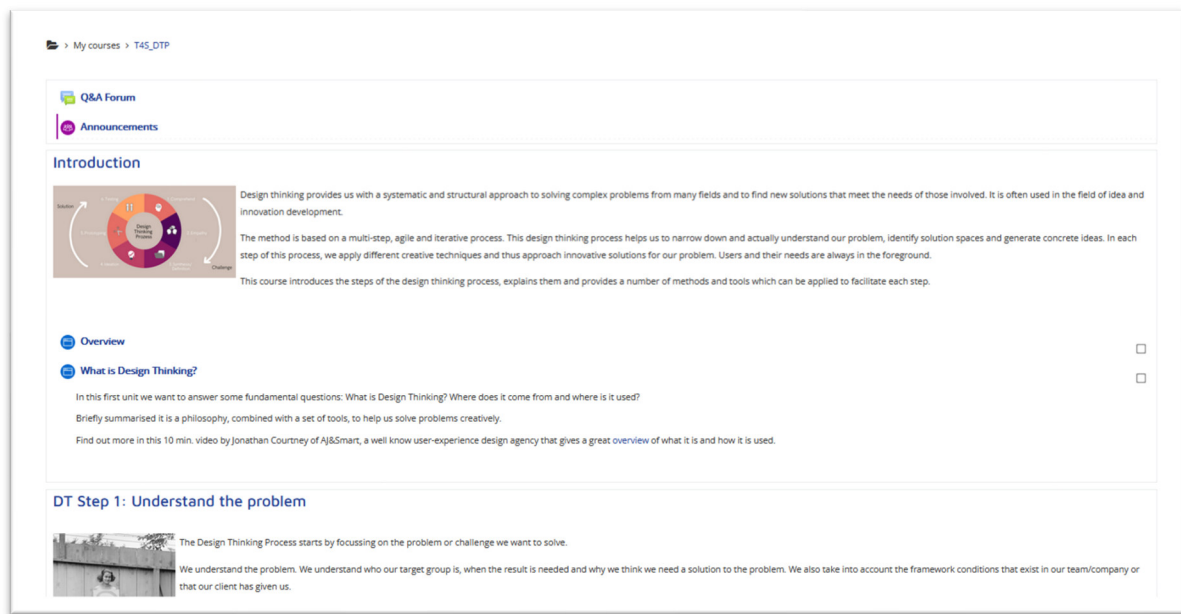 > My courses > T4S_DTP
Q&A Forum
Announcements
Introduction
Solution
Design
Thinking
Process
Challenge
Design thinking provides us with a systematic and structural approach to solving complex problems from many fields and to find new solutions that meet the needs of those involved. It is often used in the field of idea and
innovation development.
The method is based on a multi-step, agile and iterative process. This design thinking process helps us to narrow down and actually understand our problem, identify solution spaces and generate concrete ideas. In each
step of this process, we apply different creative techniques and thus approach innovative solutions for our problem. Users and their needs are always in the foreground.
This course introduces the steps of the design thinking process, explains them and provides a number of methods and tools which can be applied to facilitate each step.
Overview
What is Design Thinking?
In this first unit we want to answer some fundamental questions: What is Design Thinking? Where does it come from and where is it used?
Briefly summarised it is a philosophy, combined with a set of tools, to help us solve problems creatively.
Find out more in this 10 min. video by Jonathan Courtney of AJ&Smart, a well know user-experience design agency that gives a great overview of what it is and how it is used.
DT Step 1: Understand the problem
The Design Thinking Process starts by focussing on the problem or challenge we want to solve.
We understand the problem. We understand who our target group is, when the result is needed and why we think we need a solution to the problem. We also take into account the framework conditions that exist in our team/company or
that our client has given us.